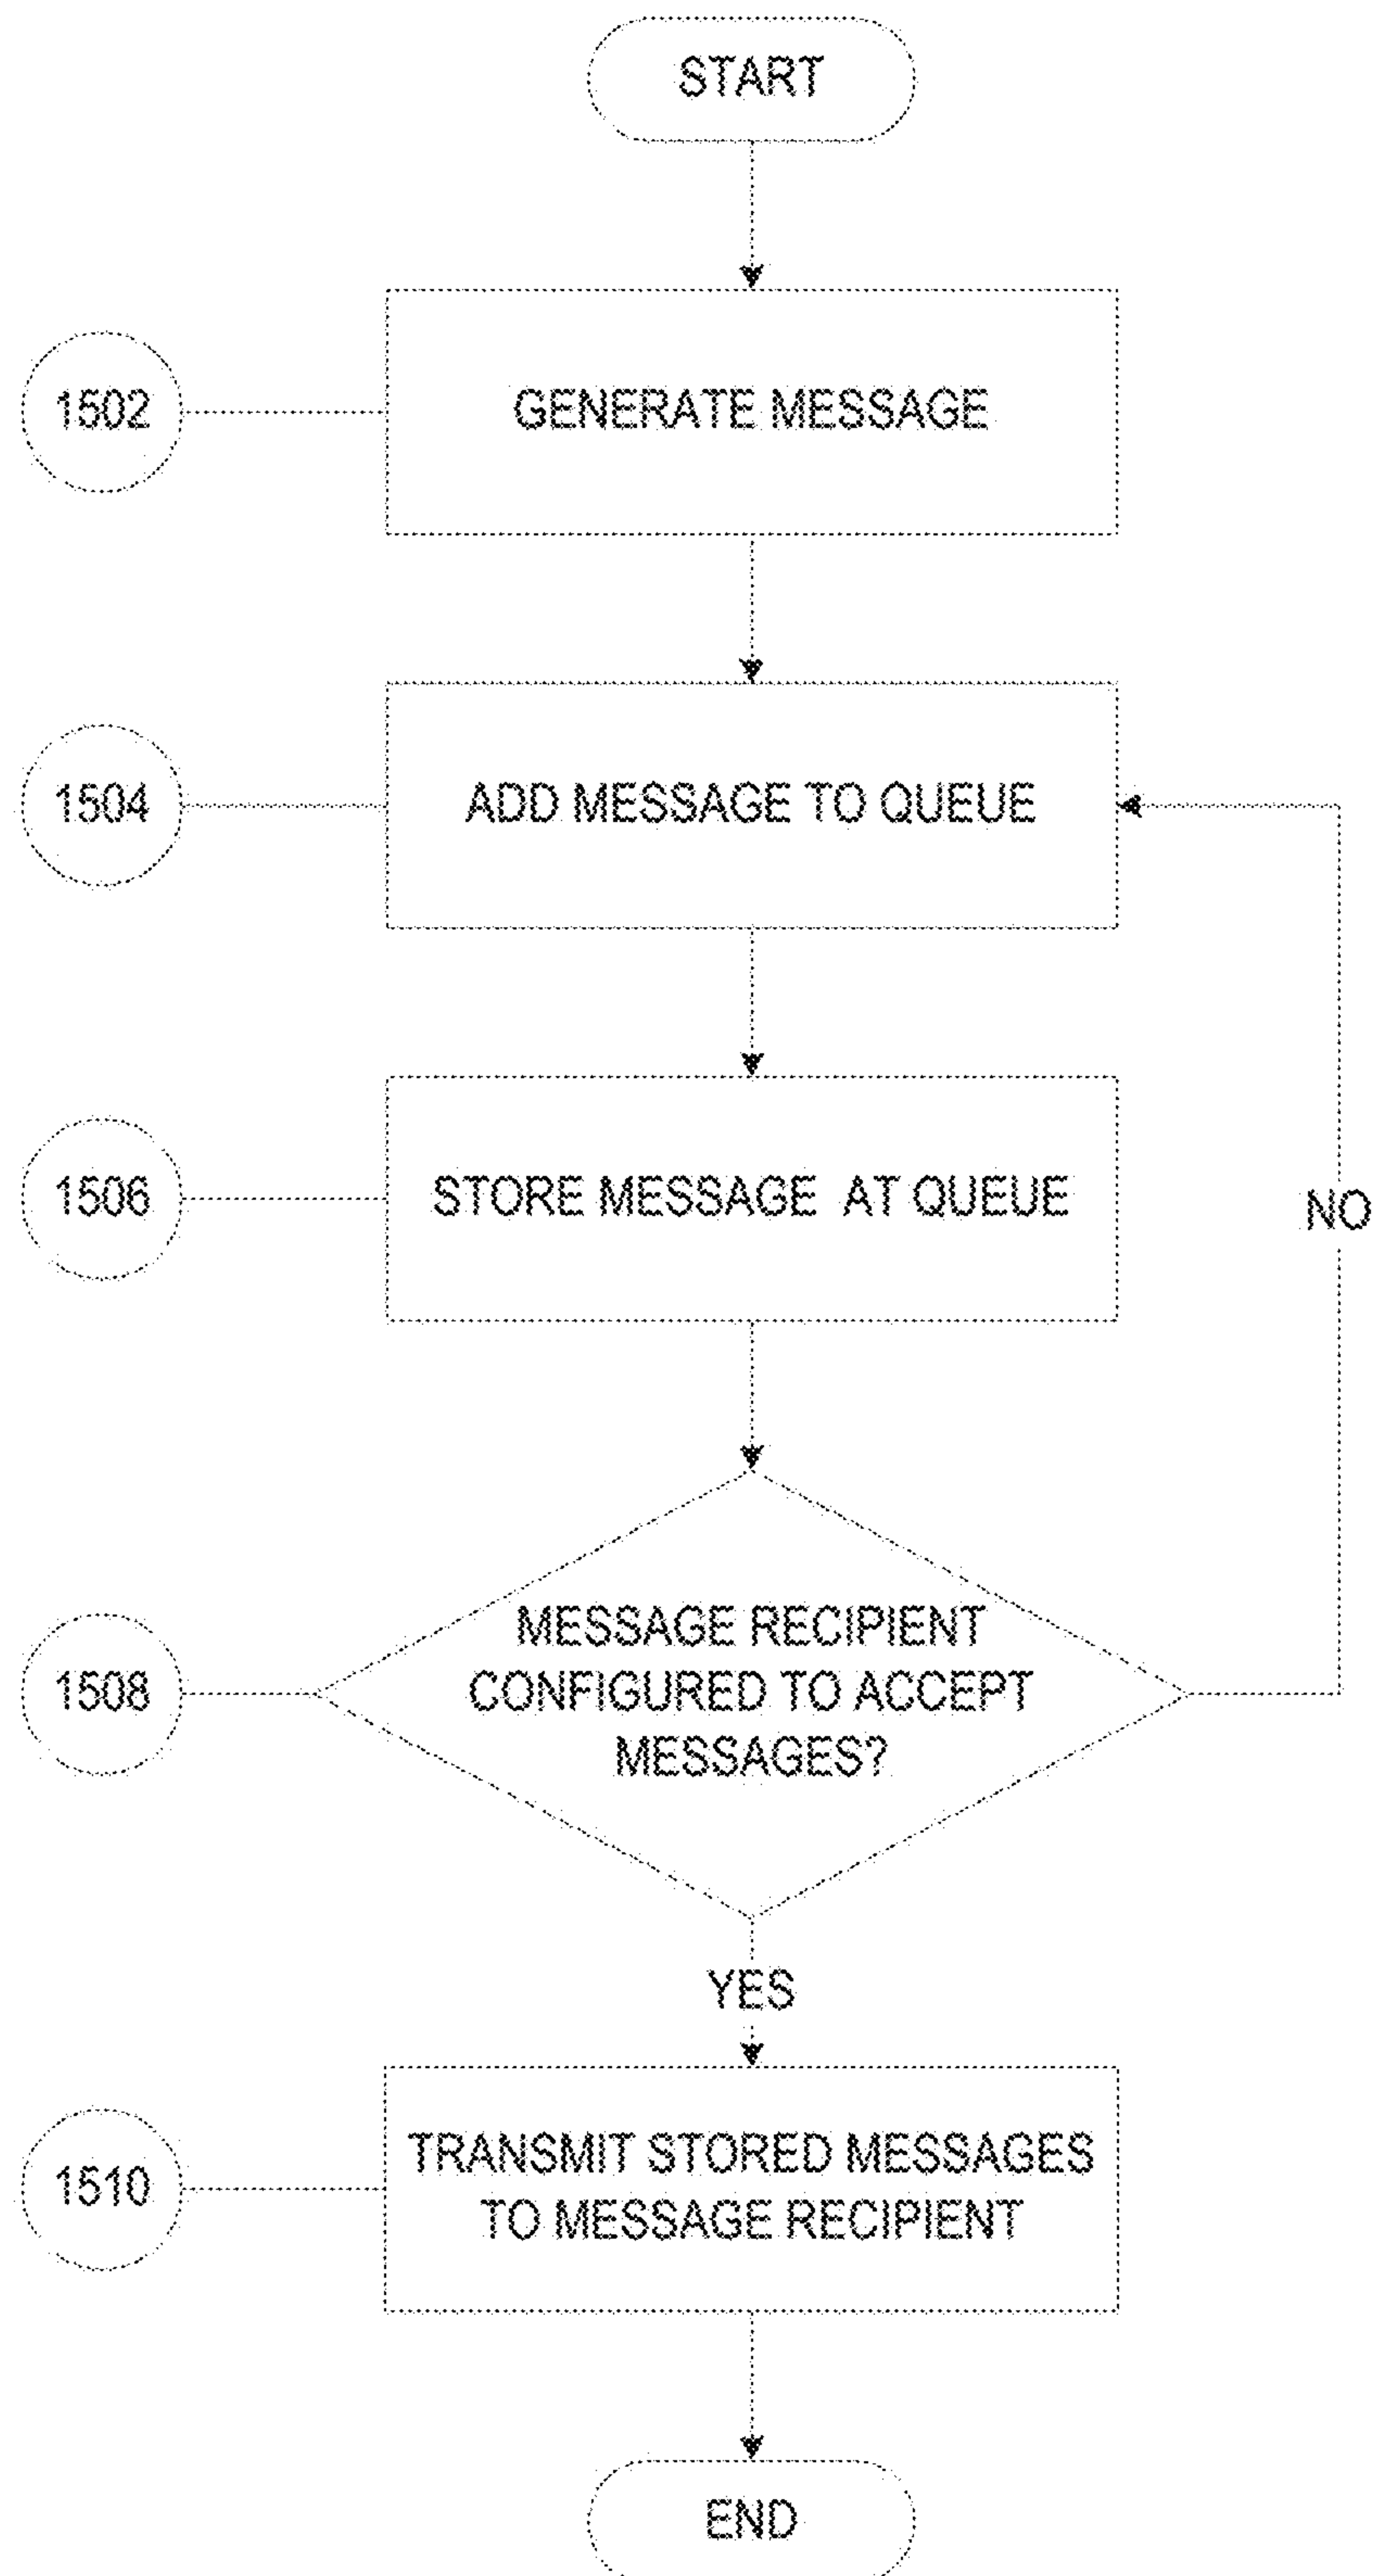 START
1502
GENERATE MESSAGE
1504
ADD MESSAGE TO QUEUE
1506
STORE MESSAGE AT QUEUE
NO
1508
MESSAGE RECIPIENT
CONFIGURED TO ACCEPT
MESSAGES?
YES
1510
TRANSMIT STORED MESSAGES
TO MESSAGE RECIPIENT
END